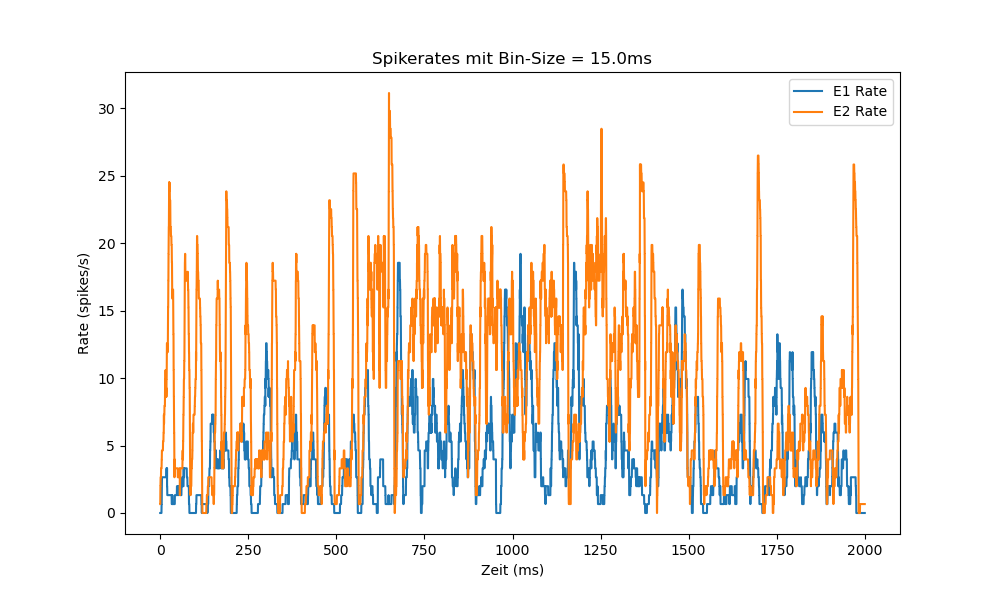 Spikerates mit Bin-Size = 15.0ms
E1 Rate
E2 Rate
Rate (spikes/s)
30
25
20
15
10
5
0
0 250 500 750 1000 1250 1500 1750 2000
Zeit (ms)